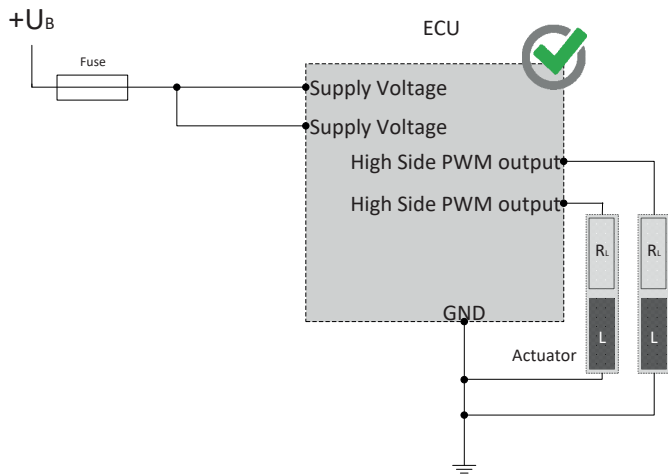 +UB
ECU
Fuse
Supply Voltage
Supply Voltage
High Side PWM output
High Side PWM output
RL RL
L L
GND
Actuator